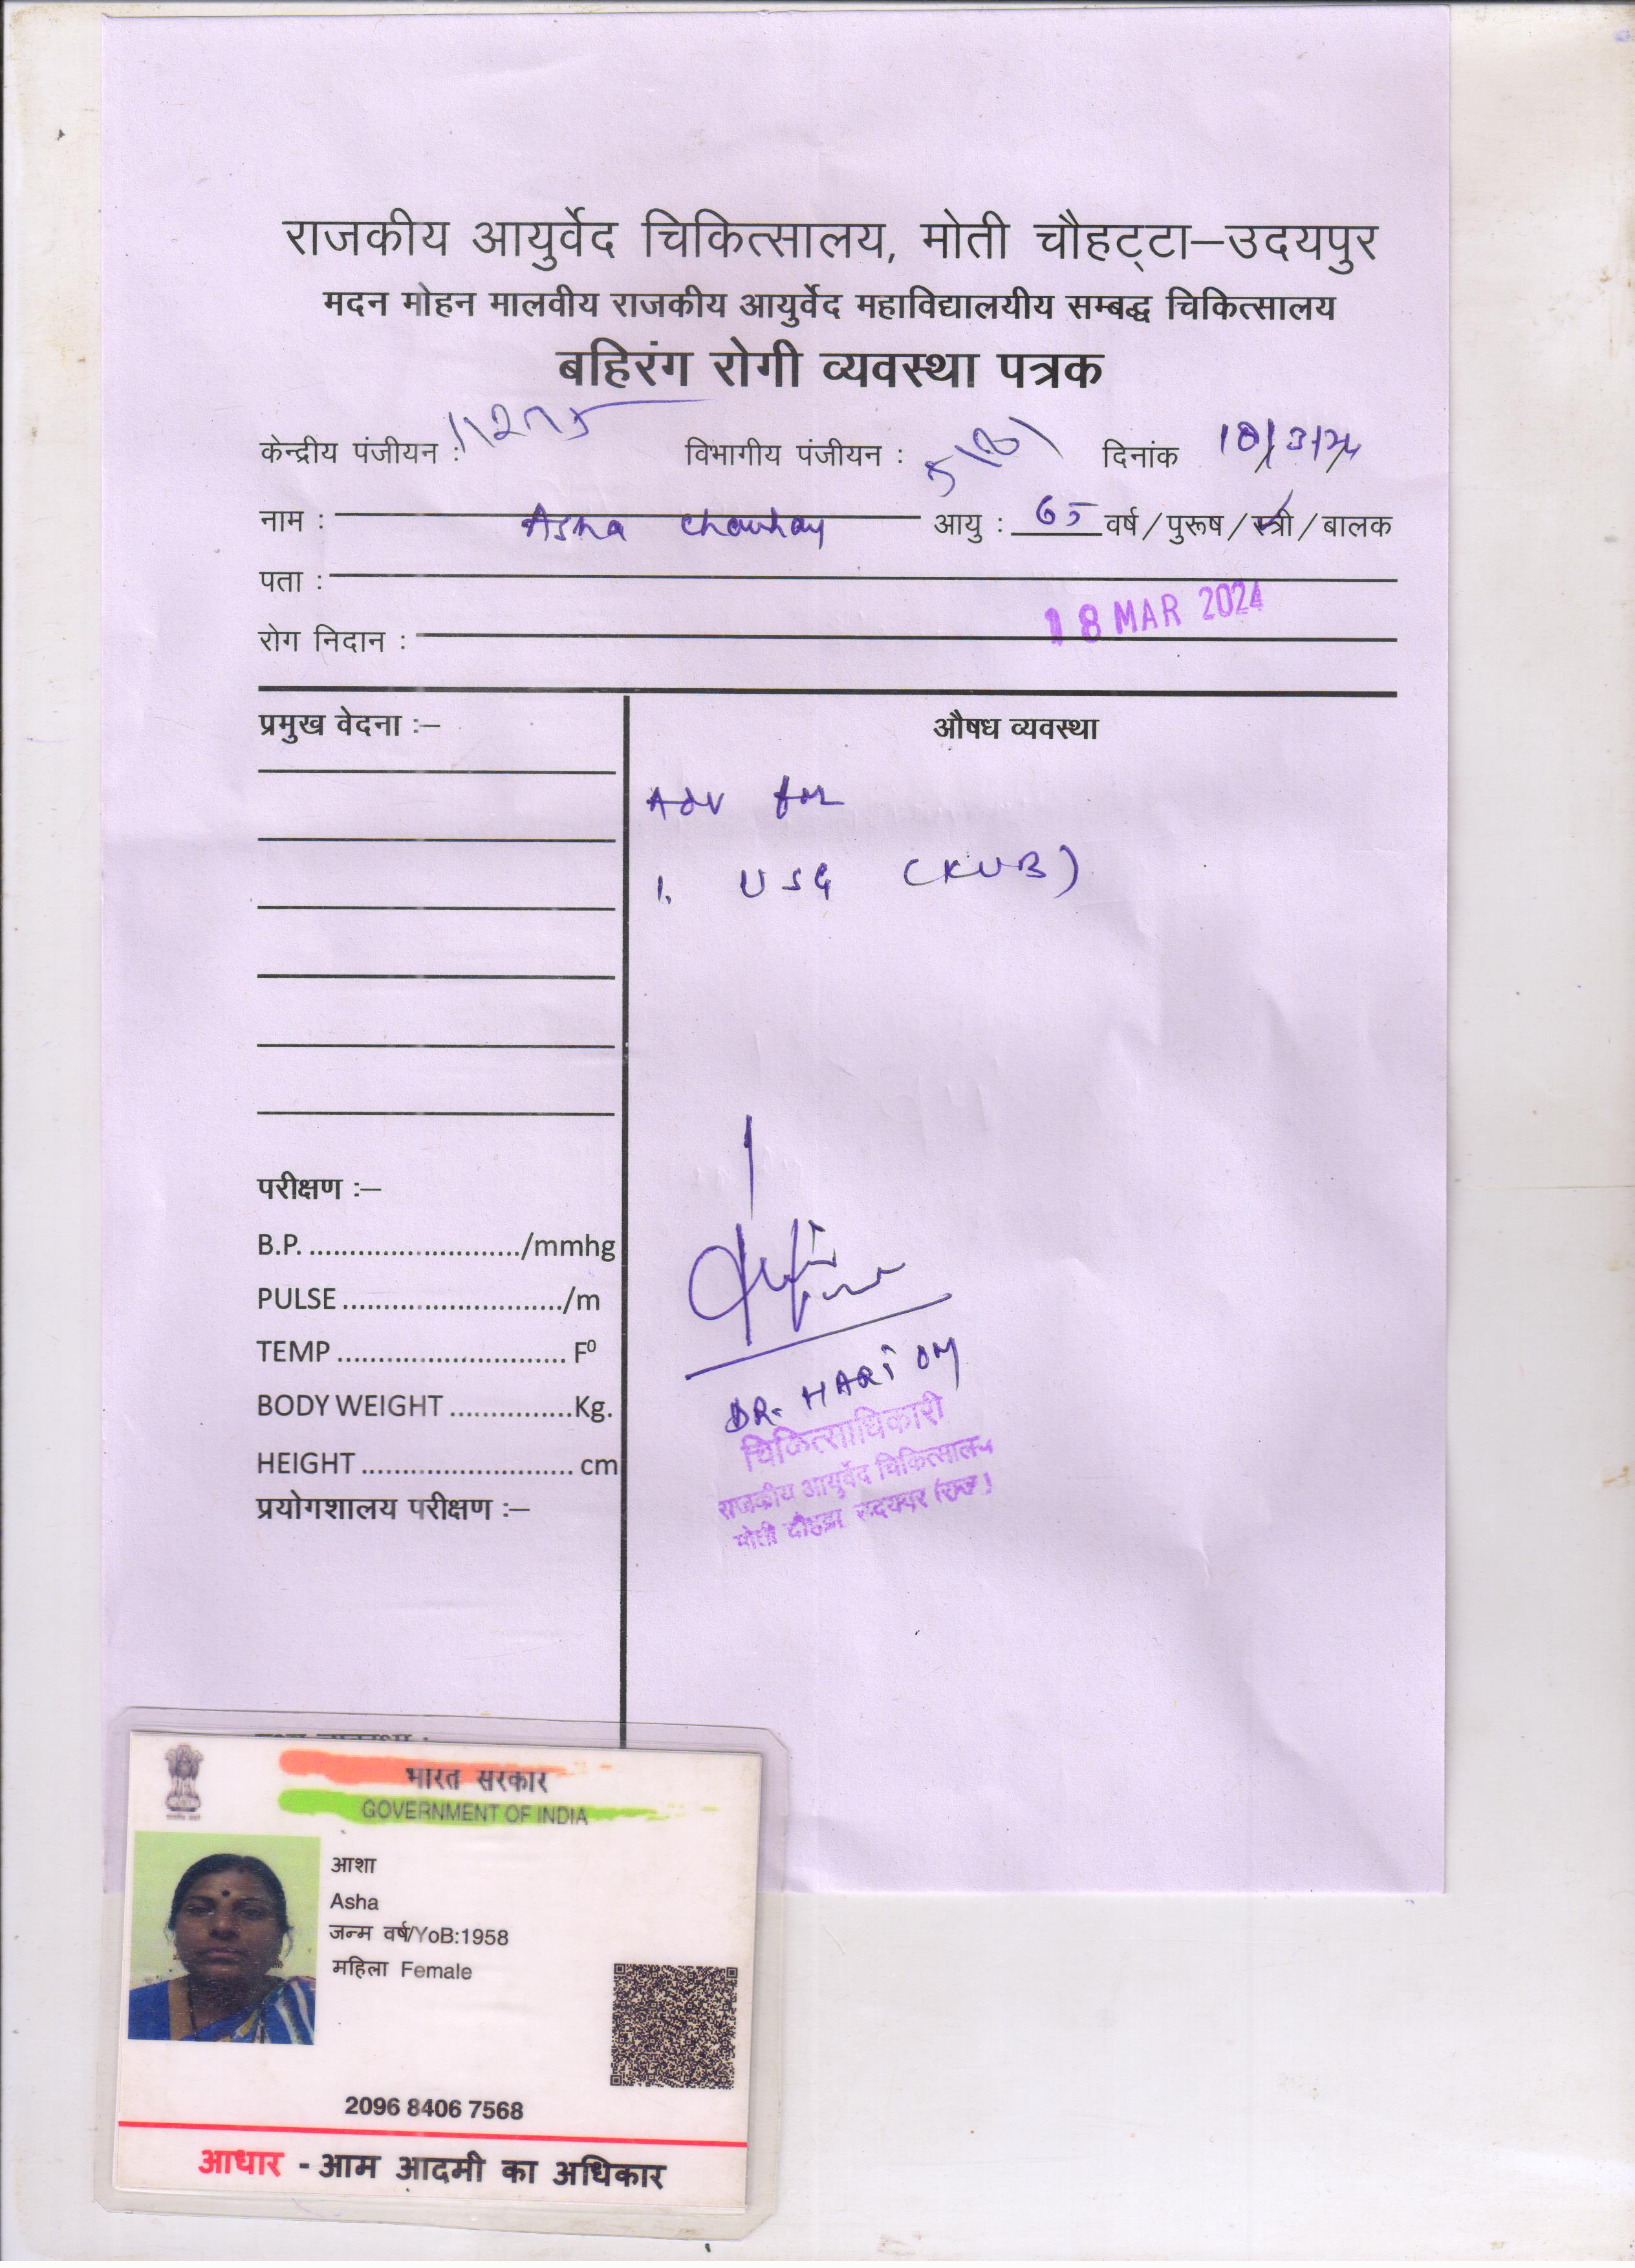 राजकीय आयुर्वेद चिकित्सालय, मोती चौहट्टा–उदयपुर
मदन मोहन मालवीय राजकीय आयुर्वेद महाविद्यालयीय सम्बद्ध चिकित्सालय
बहिरंग रोगी व्यवस्था पत्रक
केन्द्रीय पंजीयन : विभागीय पंजीयन : दिनांक 18/3/24
नाम : Asha आयु : 65 वर्ष / पुरूष / स्त्री / बालक
पता :
18 MAR 2024
रोग निदान :
प्रमुख वेदना :–
औषध व्यवस्था
Adv for
1. USG (KUB)
परीक्षण :–
B.P. ........................../mmhg
PULSE .........................../m
TEMP ............................ F⁰
BODY WEIGHT ...............Kg.
HEIGHT .......................... cm
प्रयोगशालय परीक्षण :–
DR. HARI OM
चिकित्साधिकारी
राजकीय आयुर्वेद चिकित्सालय
मोती चौहट्टा उदयपुर (राज.)
भारत सरकार
GOVERNMENT OF INDIA
आशा
Asha
जन्म वर्ष/YoB:1958
महिला Female
2096 8406 7568
आधार - आम आदमी का अधिकार